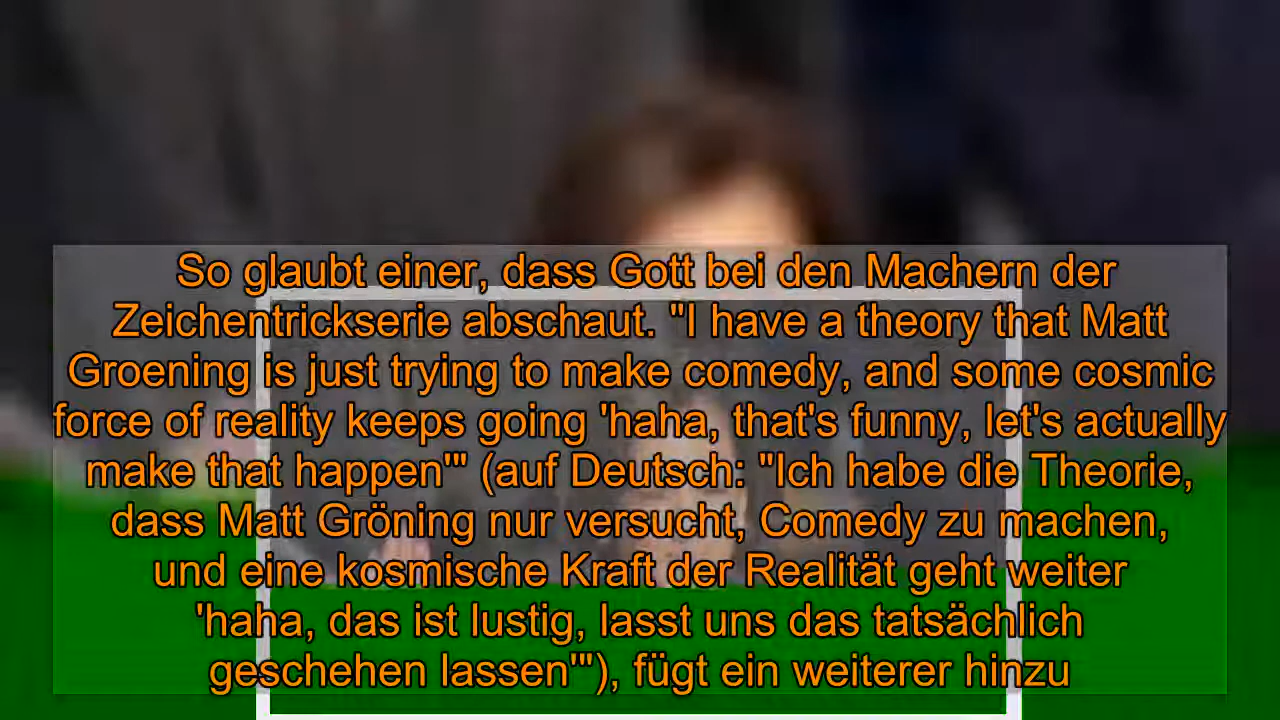 So glaubt einer, dass Gott bei den Machern der
Zeichentrickserie abschaut. "I have a theory that Matt
Groening is just trying to make comedy, and some cosmic
force of reality keeps going 'haha, that's funny, let's actually
make that happen'" (auf Deutsch: "Ich habe die Theorie,
dass Matt Gröning nur versucht, Comedy zu machen,
und eine kosmische Kraft der Realität geht weiter
'haha, das ist lustig, lasst uns das tatsächlich
geschehen lassen'"), fügt ein weiterer hinzu